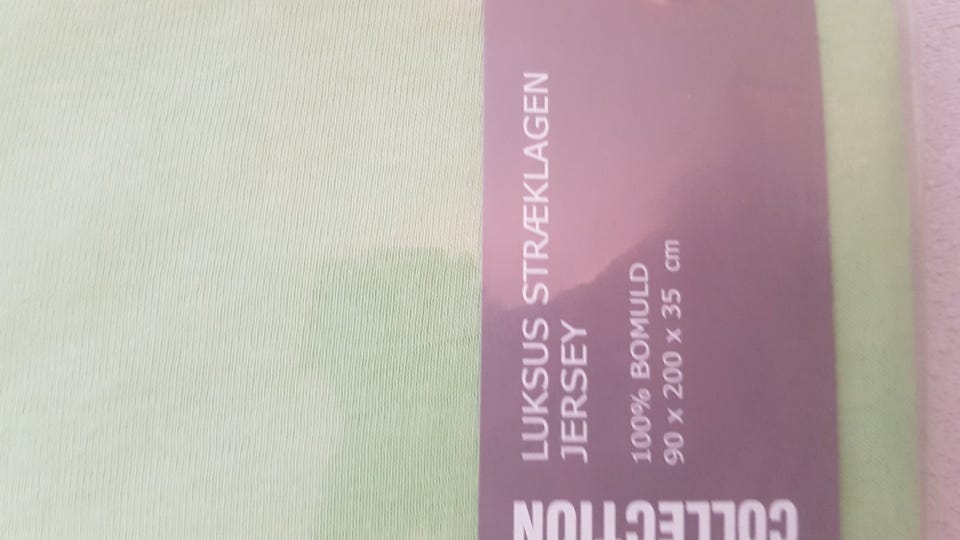 LUKSUS STRÆKLAGEN
JERSEY
100% BOMULD
90 x 200 x 35 cm
COLLECTION